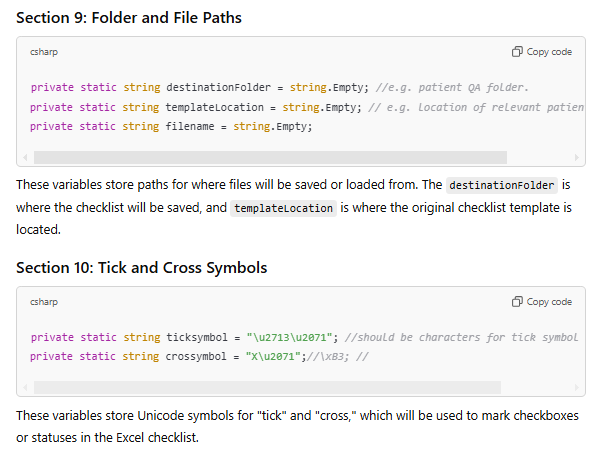 Section 9: Folder and File Paths
csharp
Copy code
private static string destinationFolder = string.Empty; //e.g. patient QA folder.
private static string templateLocation = string.Empty; // e.g. location of relevant patien
private static string filename = string.Empty;
These variables store paths for where files will be saved or loaded from. The destinationFolder is
where the checklist will be saved, and templateLocation is where the original checklist template is
located.
Section 10: Tick and Cross Symbols
csharp
Copy code
private static string ticksymbol = "\u2713\u2071"; //should be characters for tick symbol
private static string crossymbol = "X\u2071";//\xB3; //
These variables store Unicode symbols for "tick" and "cross," which will be used to mark checkboxes
or statuses in the Excel checklist.